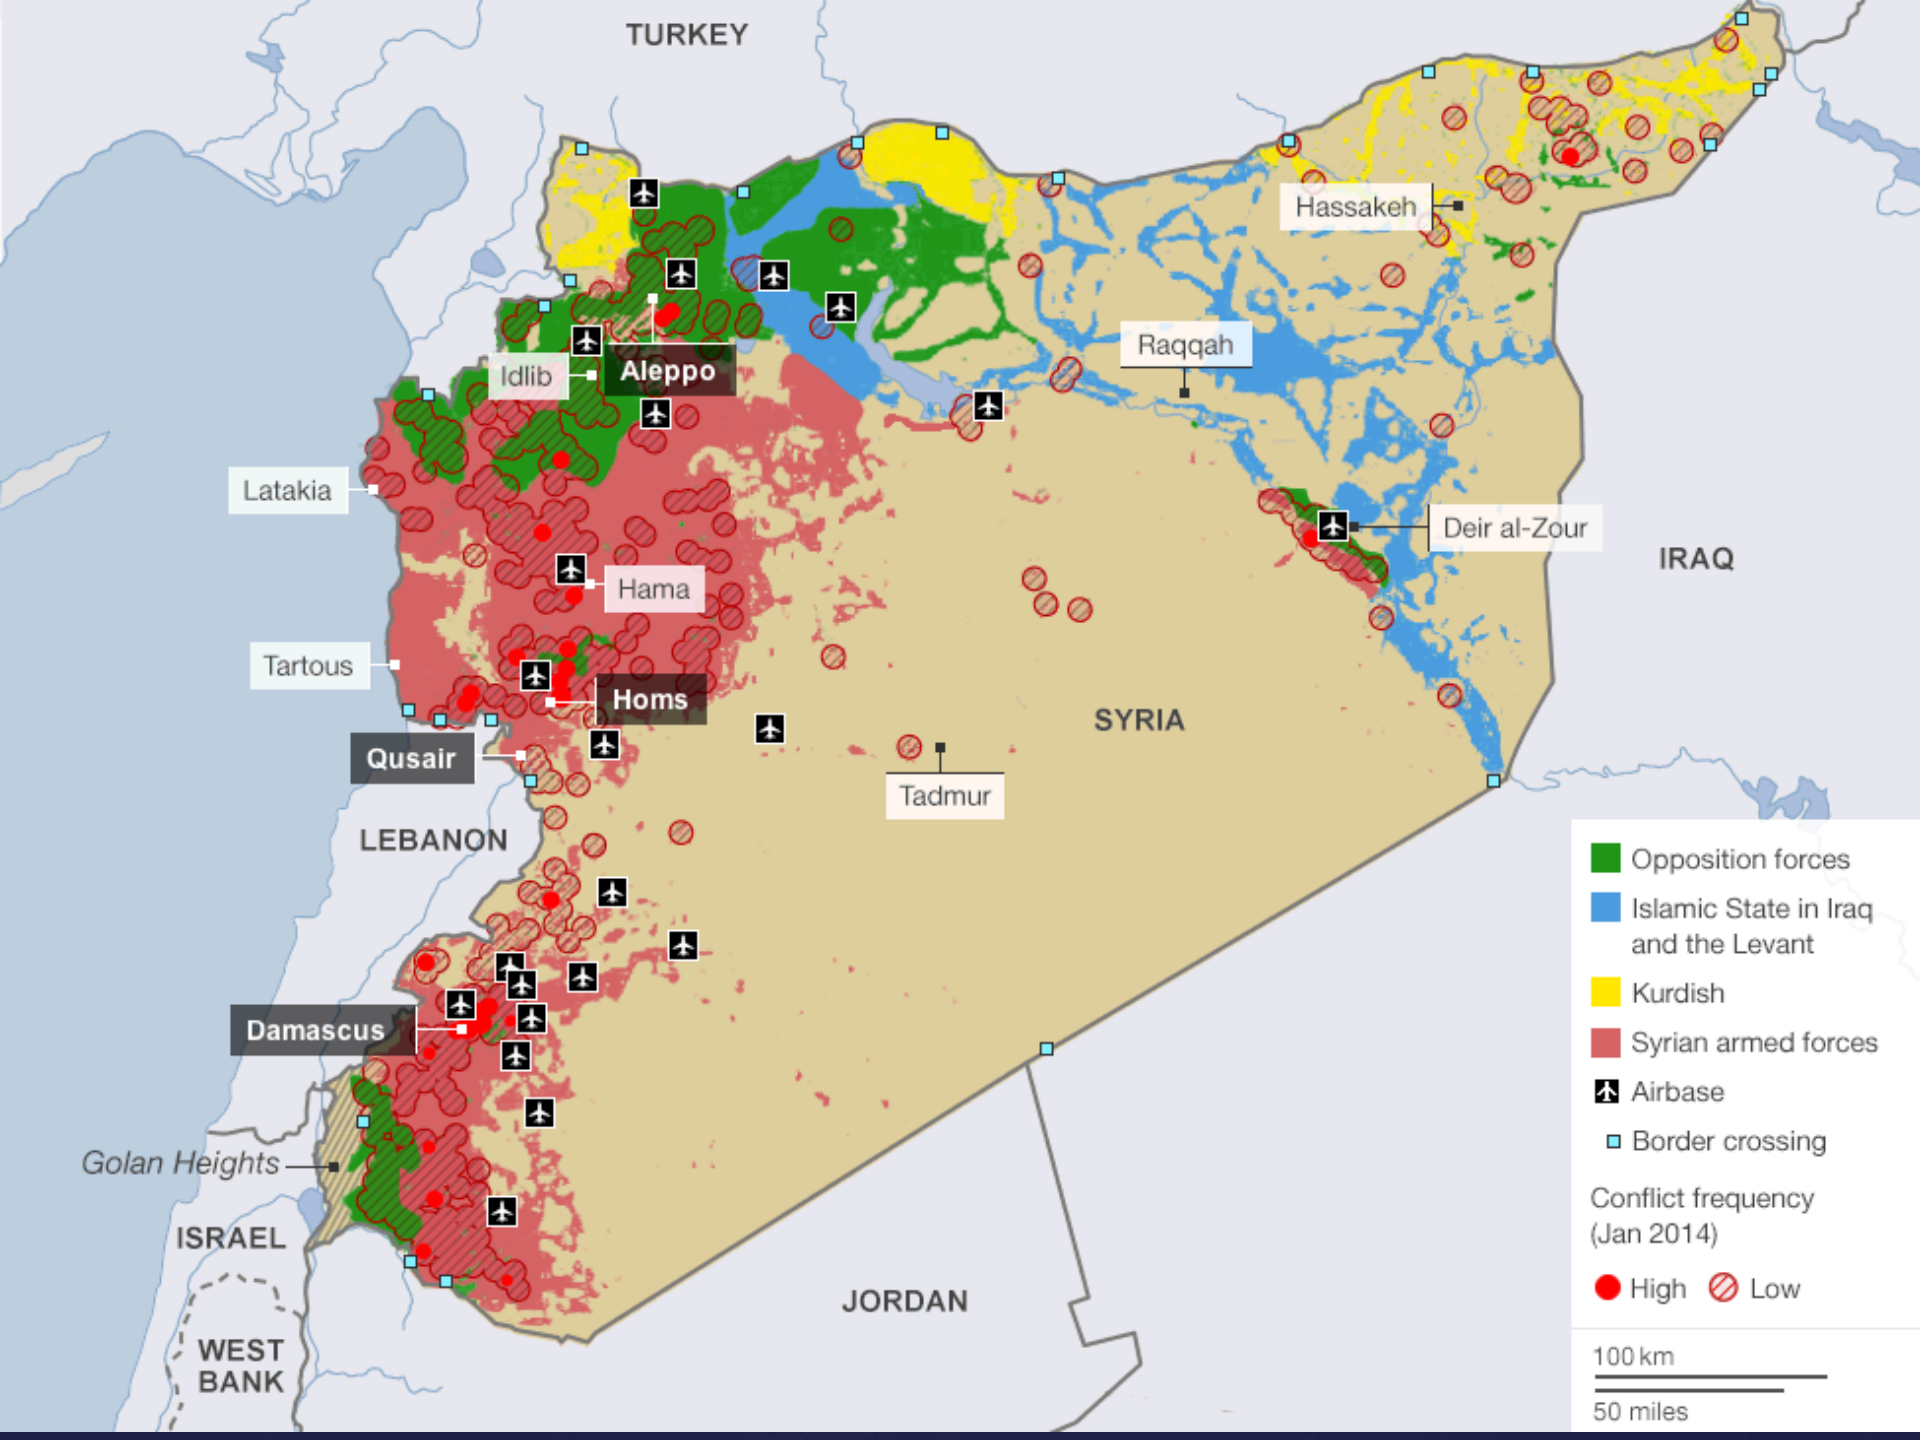 TURKEY
Hassakeh
Raqqah
Idlib
Aleppo
Latakia
Deir al-Zour
IRAQ
Hama
Tartous
Homs
SYRIA
Qusair
Tadmur
LEBANON
Damascus
Golan Heights
ISRAEL
JORDAN
WEST
BANK
Opposition forces
Islamic State in Iraq
and the Levant
Kurdish
Syrian armed forces
Airbase
Border crossing
Conflict frequency
(Jan 2014)
High Low
100 km
50 miles